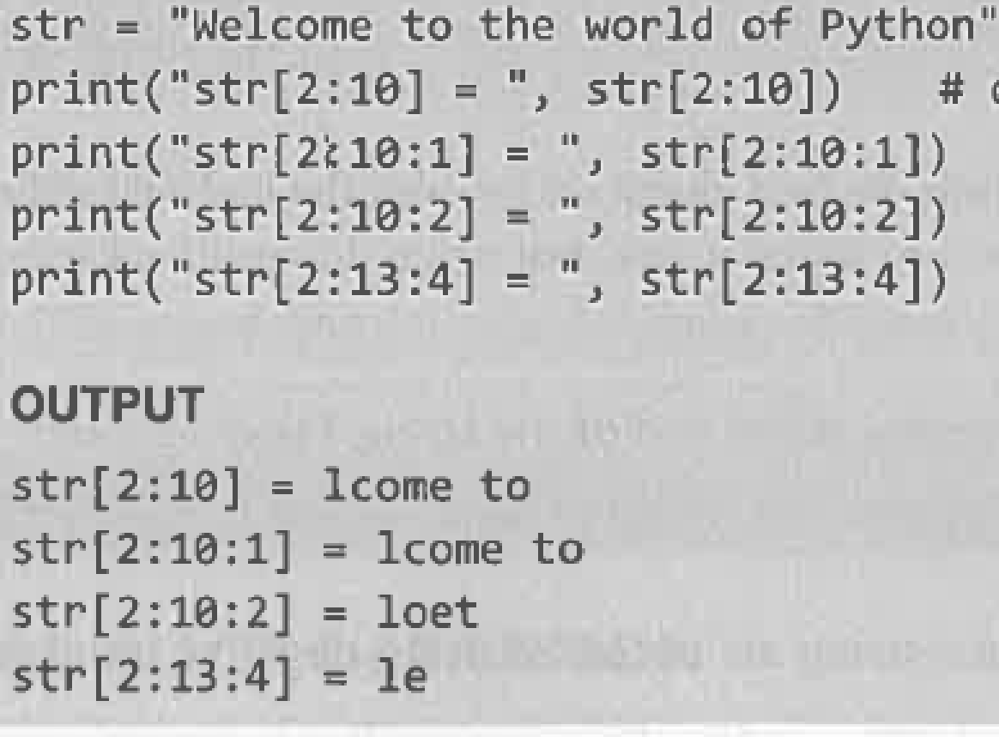 str = "Welcome to the world of Python"
print("str[2:10] = ", str[2:10])    #
print("str[2:10:1] = ", str[2:10:1])
print("str[2:10:2] = ", str[2:10:2])
print("str[2:13:4] = ", str[2:13:4])
OUTPUT
str[2:10] = lcome to
str[2:10:1] = lcome to
str[2:10:2] = loet
str[2:13:4] = le